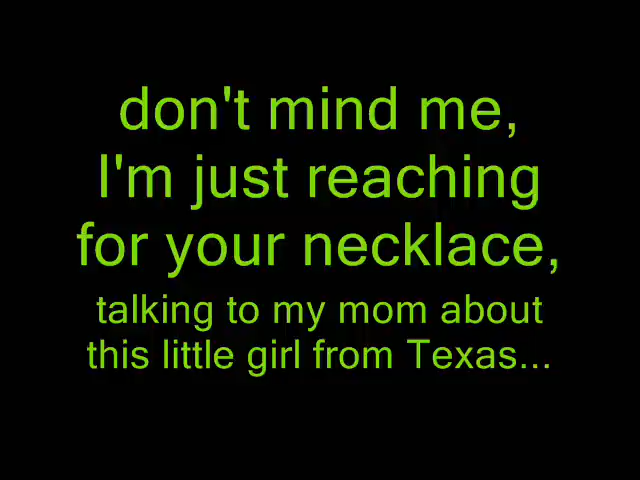 don't mind me,
I'm just reaching
for your necklace,
talking to my mom about
this little girl from Texas...